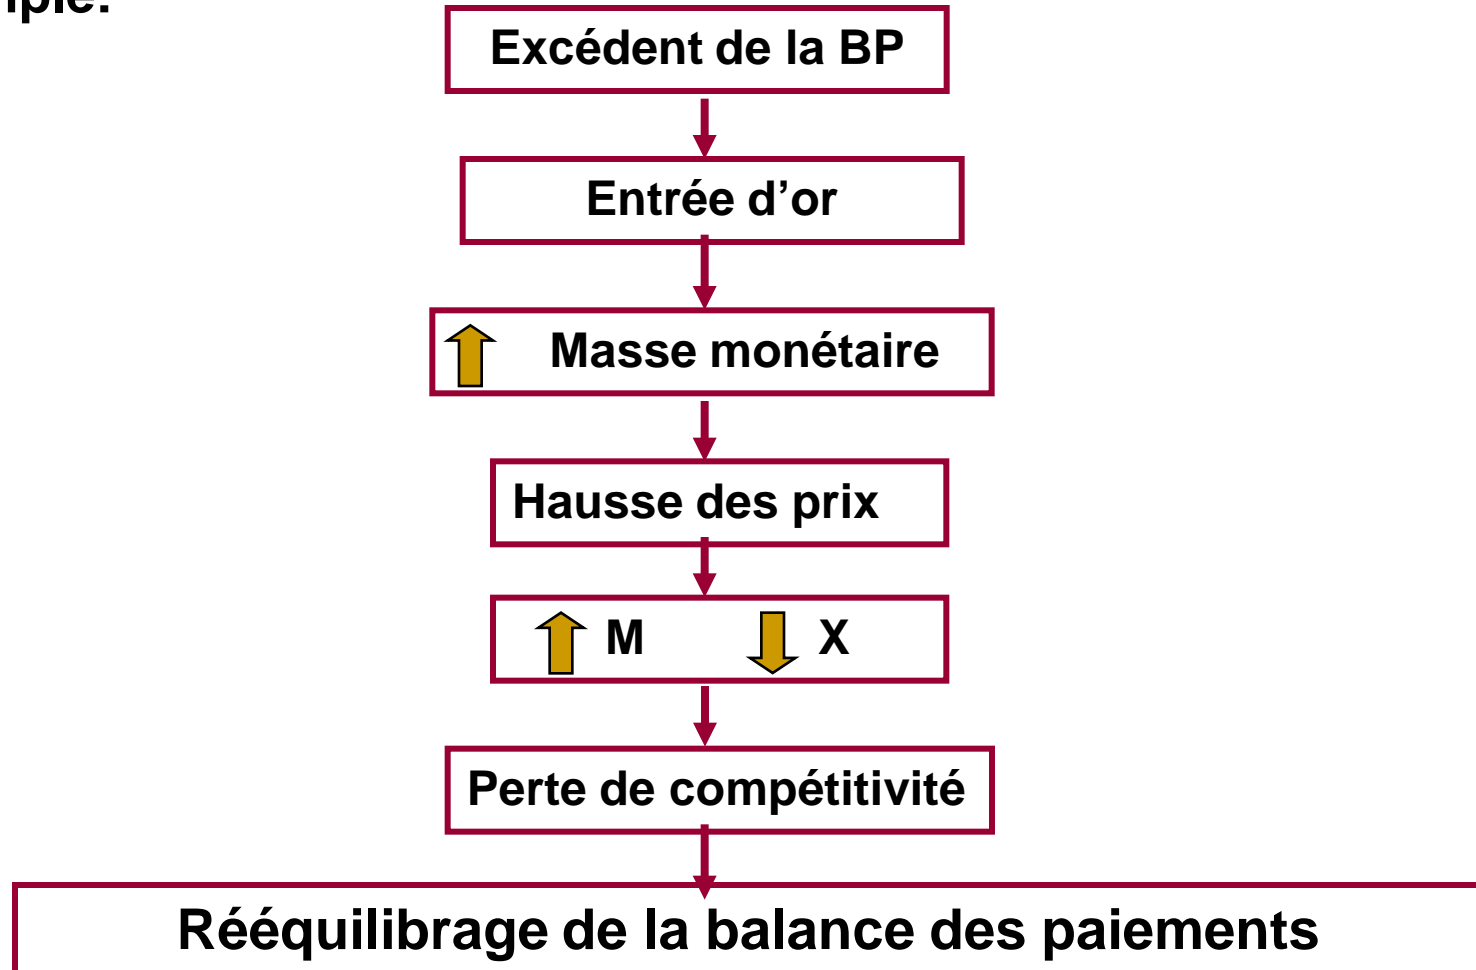 Excédent de la BP
Entrée d’or
Masse monétaire
Hausse des prix
M X
Perte de compétitivité
Rééquilibrage de la balance des paiements